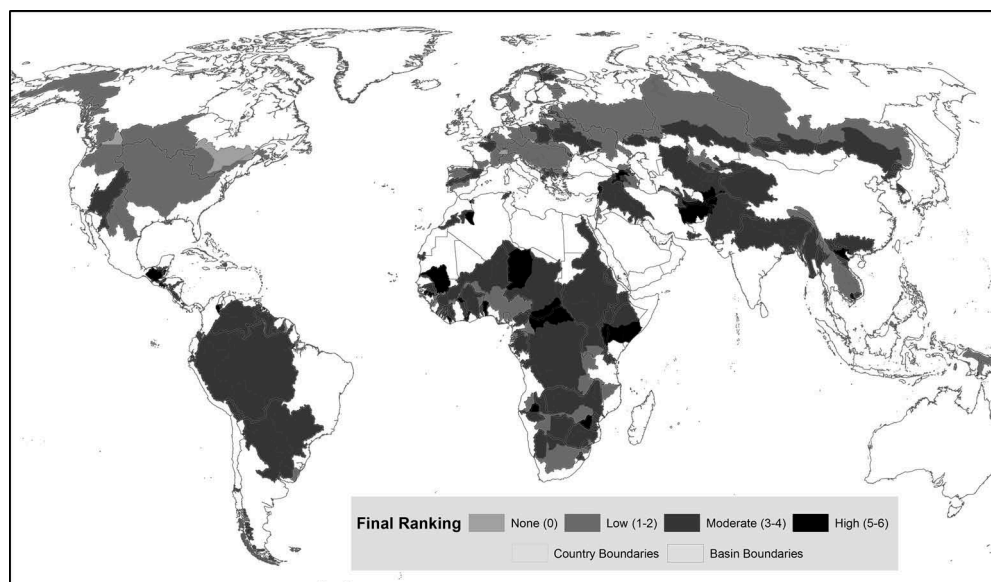 Final Ranking None (0) Low (1-2) Moderate (3-4) High (5-6)
Country Boundaries Basin Boundaries